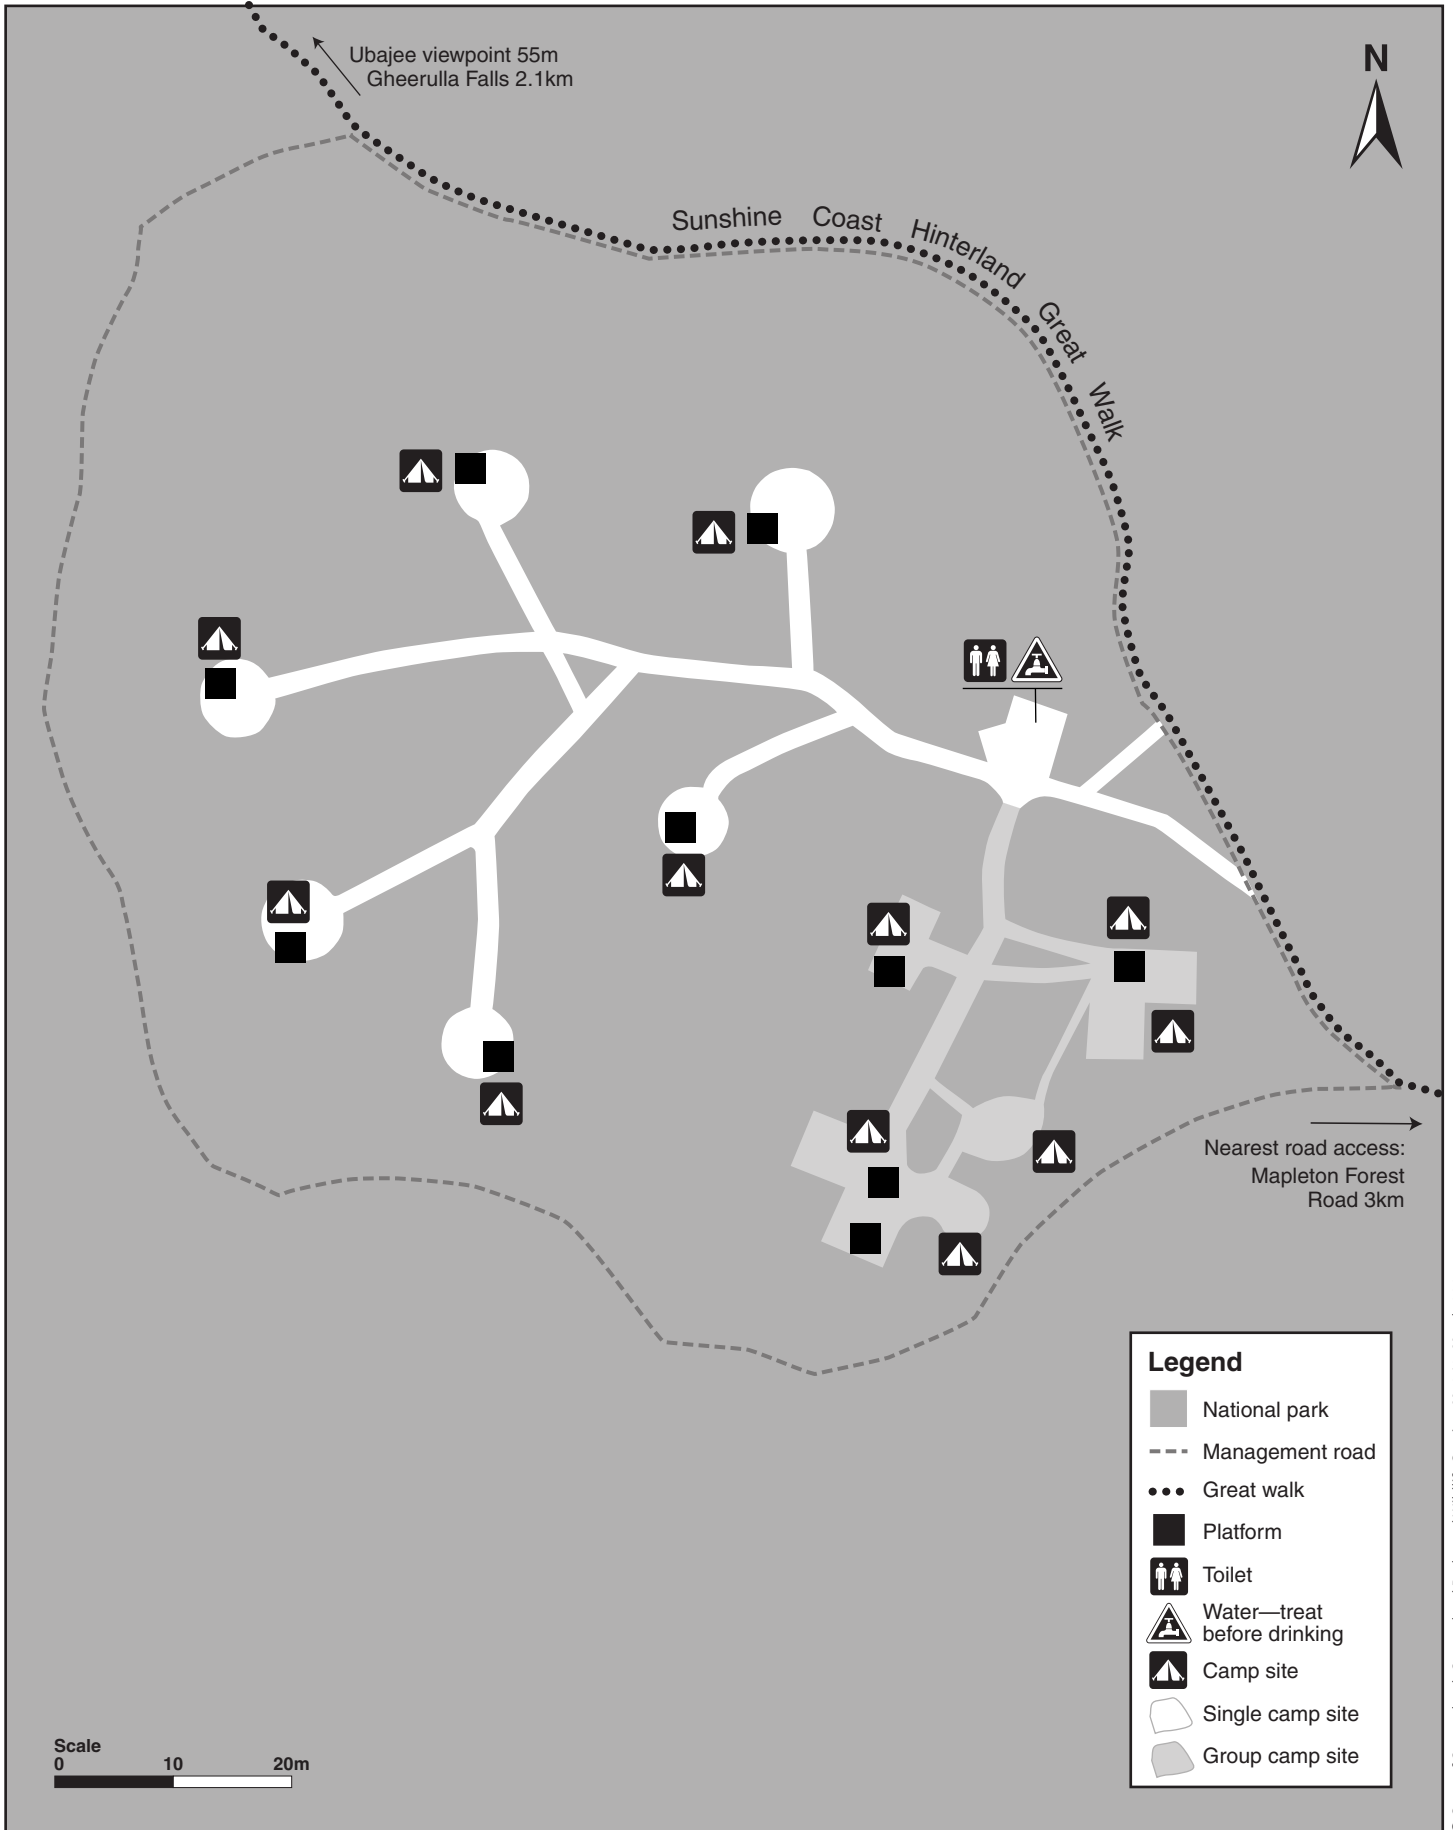 Ubajee viewpoint 55m
Gheerulla Falls 2.1km
N
Sunshine Coast Hinterland Great Walk
Nearest road access:
Mapleton Forest
Road 3km
Legend
National park
Management road
Great walk
Platform
Toilet
Water—treat
before drinking
Camp site
Single camp site
Group camp site
Scale
0 10 20m